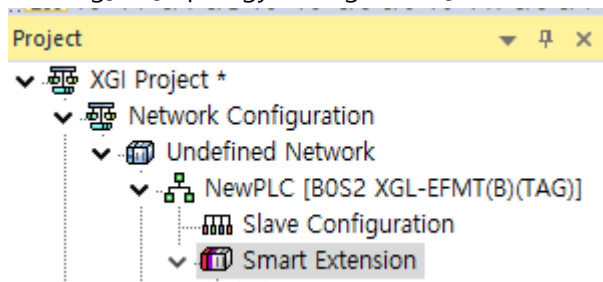 Project
XGI Project *
Network Configuration
Undefined Network
NewPLC [B0S2 XGL-EFMT(B)(TAG)]
Slave Configuration
Smart Extension